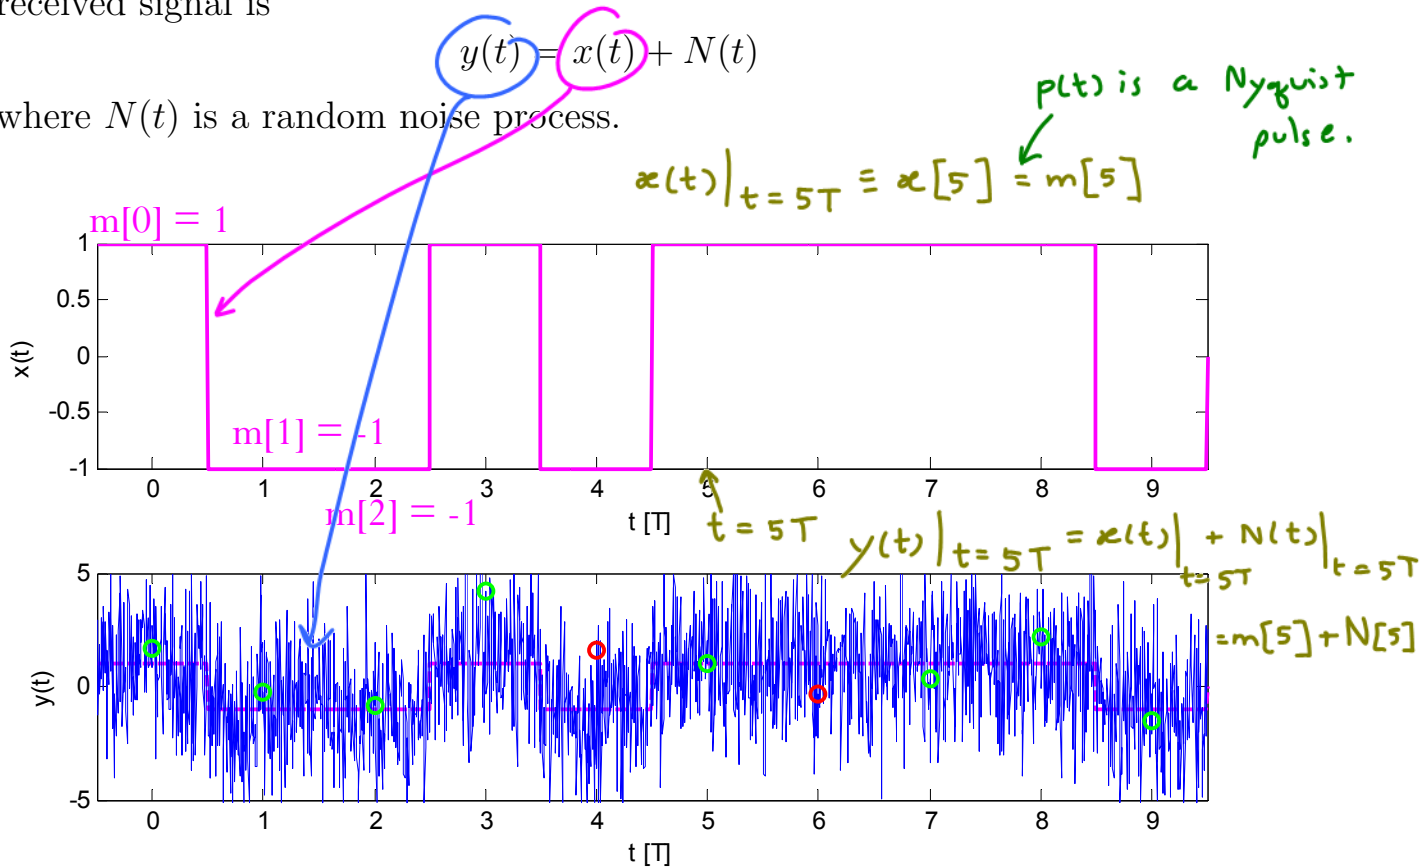 received signal is
y(t) = x(t) + N(t)
where N(t) is a random noise process.
p(t) is a Nyquist
pulse.
x(t)|t=5T ≡ x[5] = m[5]
m[0] = 1
1
0.5
0
-0.5
-1
x(t)
m[1] = -1
0 1 2 3 4 5 6 7 8 9
t [T]
m[2] = -1
t = 5T
y(t)|t=5T = x(t)|t=5T + N(t)|t=5T
= m[5] + N[5]
5
0
-5
y(t)
0 1 2 3 4 5 6 7 8 9
t [T]